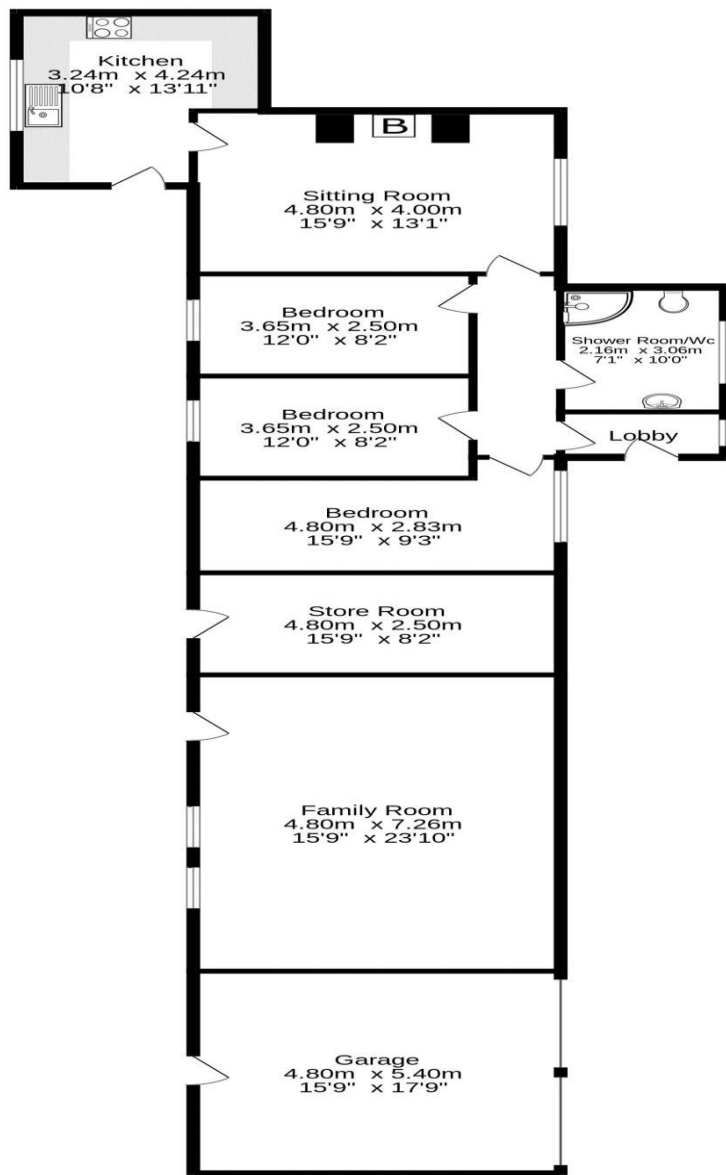 Kitchen
3.24m x 4.24m
10'8" x 13'11"
B
Sitting Room
4.80m x 4.00m
15'9" x 13'1"
Bedroom
3.65m x 2.50m
12'0" x 8'2"
Shower Room/Wc
2.16m x 3.06m
7'1" x 10'0"
Bedroom
3.65m x 2.50m
12'0" x 8'2"
Lobby
Bedroom
4.80m x 2.83m
15'9" x 9'3"
Store Room
4.80m x 2.50m
15'9" x 8'2"
Family Room
4.80m x 7.26m
15'9" x 23'10"
Garage
4.80m x 5.40m
15'9" x 17'9"